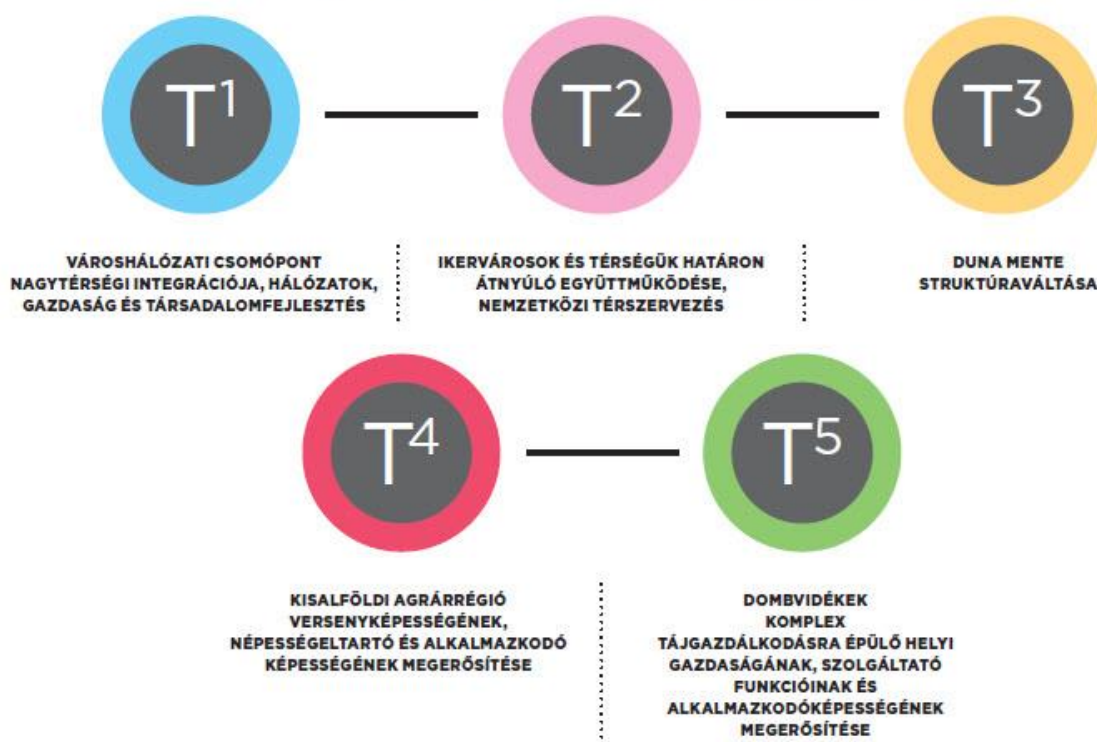 T¹
T²
T³
VÁROSHÁLÓZATI CSOMÓPONT
NAGYTÉRSÉGI INTEGRÁCIÓJA, HÁLÓZATOK,
GAZDASÁG ÉS TÁRSADALOMFEJLESZTÉS
IKERVÁROSOK ÉS TÉRSÉGÜK HATÁRON
ÁTNYÚLÓ EGYÜTTMŰKÖDÉSE,
NEMZETKÖZI TÉRSZERVEZÉS
DUNA MENTE
STRUKTÚRAVÁLTÁSA
T⁴
T⁵
KISALFÖLDI AGRÁRRÉGIÓ
VERSENYKÉPESSÉGÉNEK,
NÉPESSÉGELTARTÓ ÉS ALKALMAZKODÓ
KÉPESSÉGÉNEK MEGERŐSÍTÉSE
DOMBVIDÉKEK
KOMPLEX
TÁJGAZDÁLKODÁSRA ÉPÜLŐ HELYI
GAZDASÁGÁNAK, SZOLGÁLTATÓ
FUNKCIÓINAK ÉS
ALKALMAZKODÓKÉPESSÉGÉNEK
MEGERŐSÍTÉSE